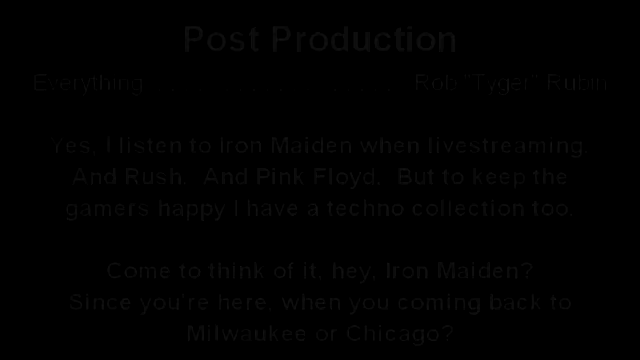 Post Production
Everything . . . . . . . Rob "Tyger" Rubin
Yes, I listen to Iron Maiden when livestreaming
And Rush. And Pink Floyd. But to keep the
gamers happy I have a techno collection too.
Come to think of it, hey, Iron Maiden?
Since you're here, when you coming back to
Milwaukee or Chicago?